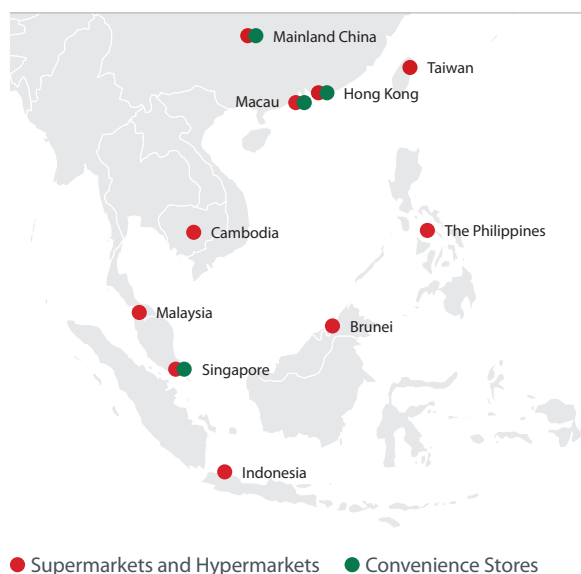 Mainland China
Taiwan
Macau
Hong Kong
Cambodia
The Philippines
Malaysia
Brunei
Singapore
Indonesia
Supermarkets and Hypermarkets
Convenience Stores